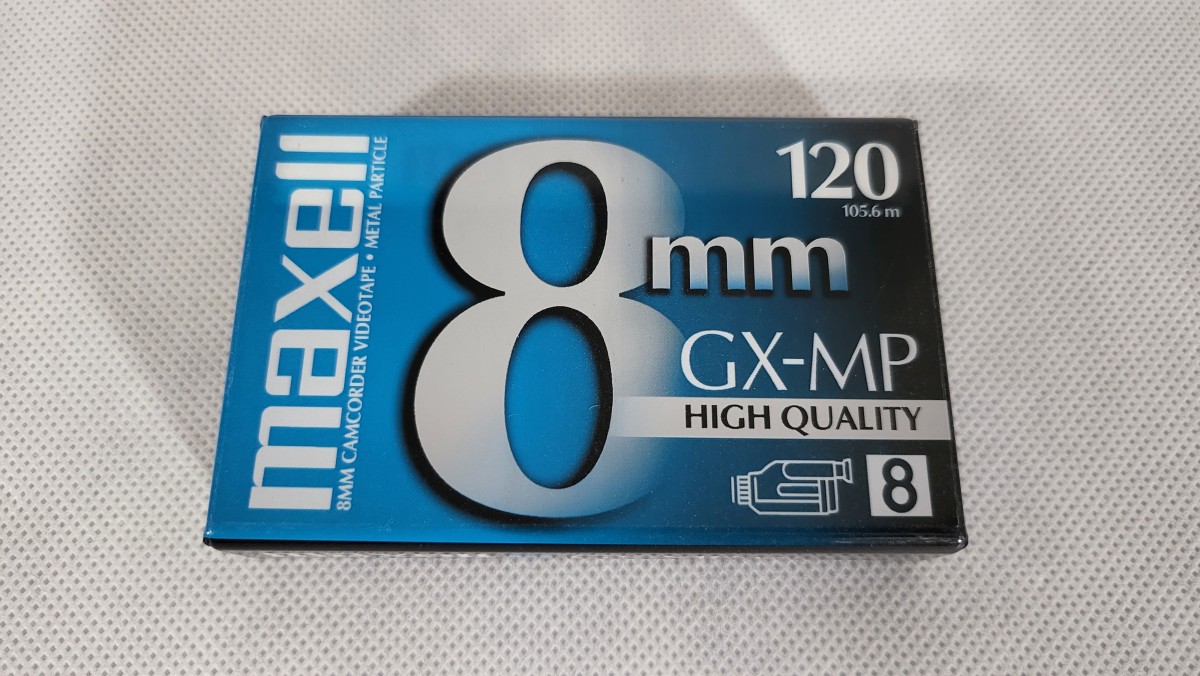 maxell
8MM CAMCORDER VIDEOTAPE • METAL PARTICLE
8mm
120
105.6 m
GX-MP
HIGH QUALITY
8